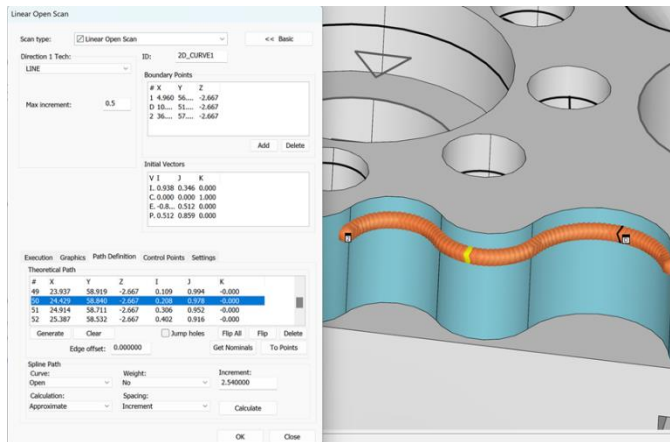 Linear Open Scan
Scan type: Linear Open Scan << Basic
Direction 1 Tech: ID: 2D_CURVE1
LINE
Boundary Points
# X Y Z
1 4.960 56.... -2.667
D 10.... 51.... -2.667
2 36.... 57.... -2.667
Max increment: 0.5
Add Delete
Initial Vectors
V I J K
I. 0.938 0.346 0.000
C. 0.000 0.000 1.000
E. -0.8... 0.512 0.000
P. 0.512 0.859 0.000
Execution Graphics Path Definition Control Points Settings
Theoretical Path
# X Y Z I J K
49 23.937 58.919 -2.667 0.109 0.994 -0.000
50 24.429 58.840 -2.667 0.208 0.978 -0.000
51 24.914 58.711 -2.667 0.306 0.952 -0.000
52 25.387 58.532 -2.667 0.402 0.916 -0.000
Generate Clear Jump holes Flip All Flip Delete
Edge offset: 0.000000 Get Nominals To Points
Spline Path
Curve: Weight: Increment:
Open No 2.540000
Calculation: Spacing:
Approximate Increment Calculate
OK Close